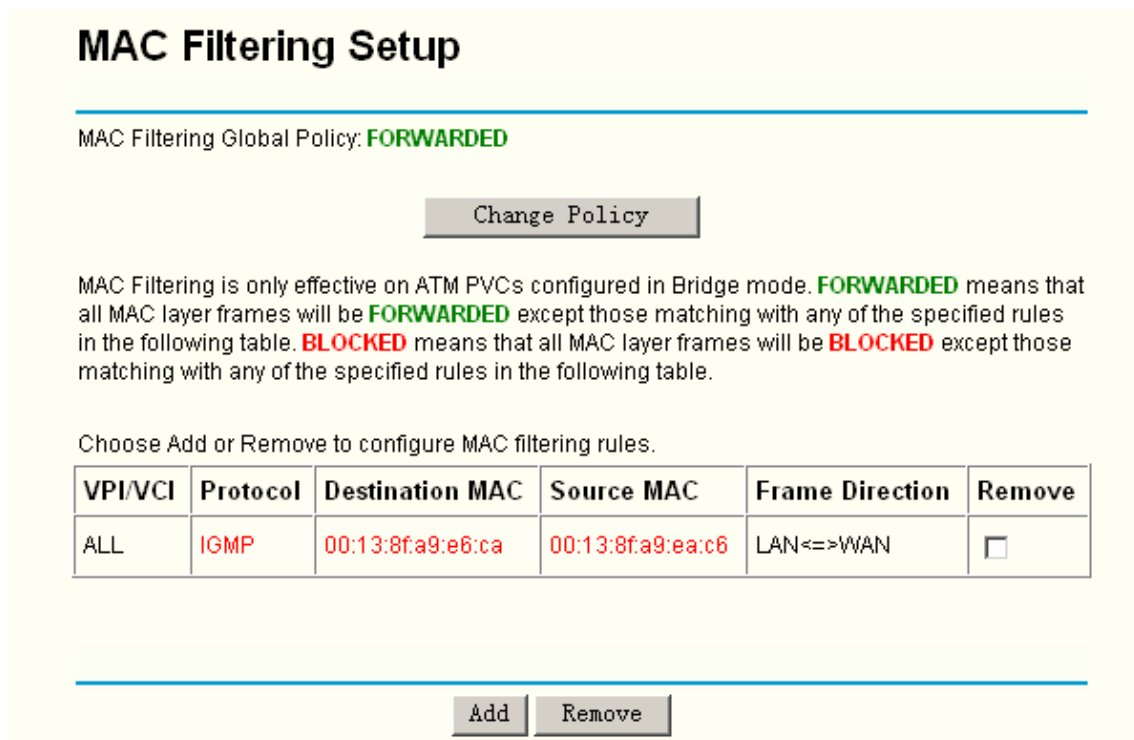 MAC Filtering Setup
MAC Filtering Global Policy: FORWARDED
Change Policy
MAC Filtering is only effective on ATM PVCs configured in Bridge mode. FORWARDED means that
all MAC layer frames will be FORWARDED except those matching with any of the specified rules
in the following table. BLOCKED means that all MAC layer frames will be BLOCKED except those
matching with any of the specified rules in the following table.
Choose Add or Remove to configure MAC filtering rules.
VPI/VCI Protocol Destination MAC Source MAC Frame Direction Remove
ALL IGMP 00:13:8f:a9:e6:ca 00:13:8f:a9:ea:c6 LAN<=>WAN
Add Remove